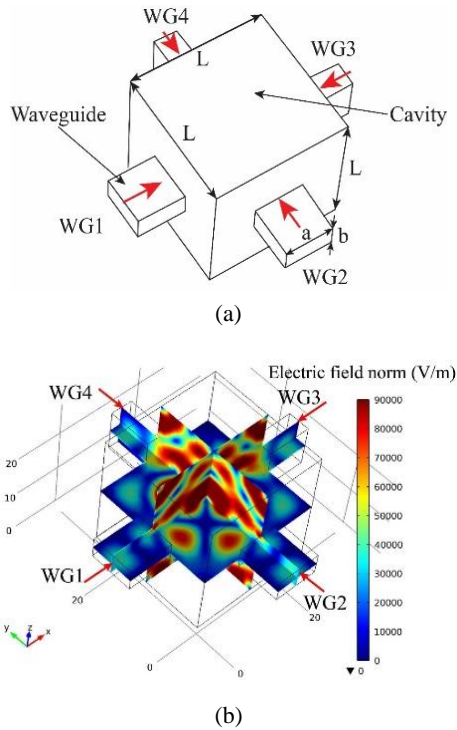 WG4
WG3
L
Waveguide
L
Cavity
L
WG1
a
b
WG2
(a)
Electric field norm (V/m)
WG4
WG3
90000
80000
70000
60000
50000
40000
30000
20000
10000
0
▼ 0
20
10
0
WG1
WG2
20
20
y z x
0
0
(b)